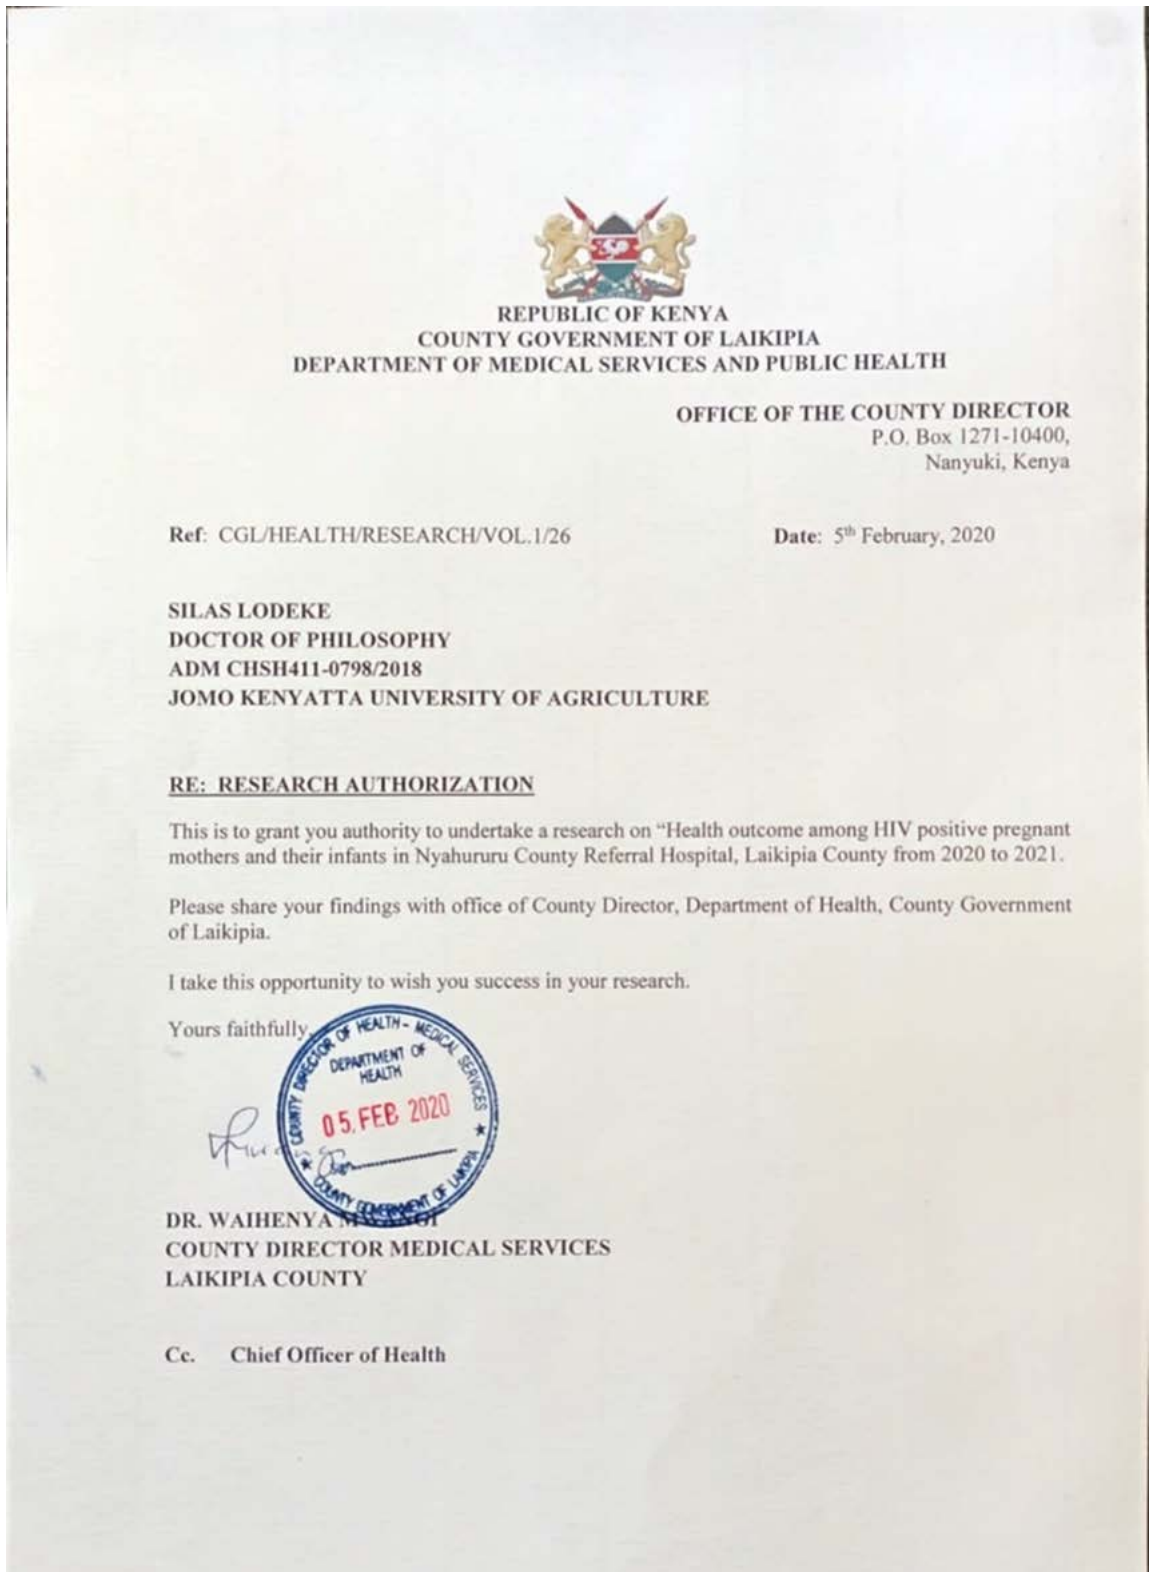 REPUBLIC OF KENYA
COUNTY GOVERNMENT OF LAIKIPIA
DEPARTMENT OF MEDICAL SERVICES AND PUBLIC HEALTH
OFFICE OF THE COUNTY DIRECTOR
P.O. Box 1271-10400,
Nanyuki, Kenya
Ref: CGL/HEALTH/RESEARCH/VOL.1/26 Date: 5th February, 2020
SILAS LODEKE
DOCTOR OF PHILOSOPHY
ADM CHSH411-0798/2018
JOMO KENYATTA UNIVERSITY OF AGRICULTURE
RE: RESEARCH AUTHORIZATION
This is to grant you authority to undertake a research on “Health outcome among HIV positive pregnant
mothers and their infants in Nyahururu County Referral Hospital, Laikipia County from 2020 to 2021.
Please share your findings with office of County Director, Department of Health, County Government
of Laikipia.
I take this opportunity to wish you success in your research.
Yours faithfully,
COUNTY DIRECTOR OF HEALTH - MEDICAL SERVICES
DEPARTMENT OF
HEALTH
05. FEB 2020
COUNTY GOVERNMENT OF LAIKIPIA
DR. WAIHENYA MWANGI
COUNTY DIRECTOR MEDICAL SERVICES
LAIKIPIA COUNTY
Cc. Chief Officer of Health